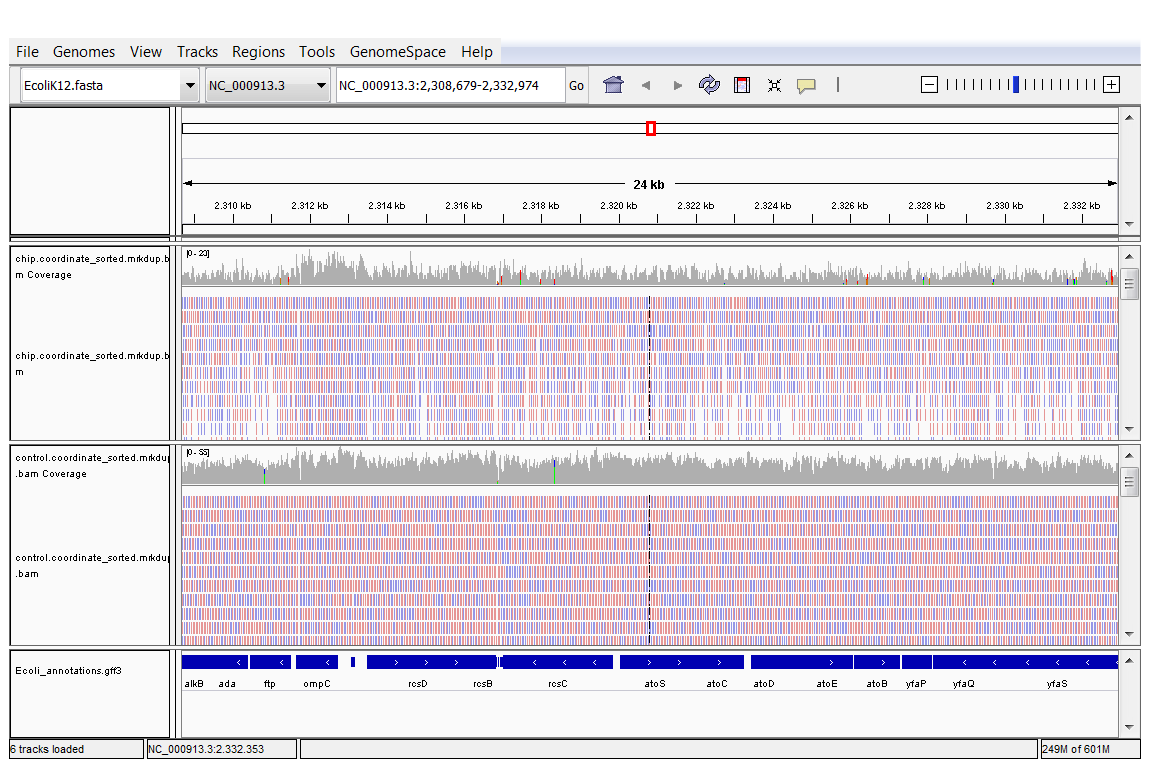 File Genomes View Tracks Regions Tools GenomeSpace Help
EcoliK12.fasta NC_000913.3 NC_000913.3:2,308,679-2,332,974 Go
24 kb
2.310 kb 2.312 kb 2.314 kb 2.316 kb 2.318 kb 2.320 kb 2.322 kb 2.324 kb 2.326 kb 2.328 kb 2.330 kb 2.332 kb
chip.coordinate_sorted.mrkdup.b
m Coverage
[0 - 23]
chip.coordinate_sorted.mrkdup.b
m
control.coordinate_sorted.mrkdup
.bam Coverage
[0 - 55]
control.coordinate_sorted.mrkdup
.bam
Ecoli_annotations.gff3
alkB ada ftp ompC rcsD rcsB rcsC atoS atoC atoD atoE atoB yfaP yfaQ yfaS
6 tracks loaded NC_000913.3:2.332.353 249M of 601M